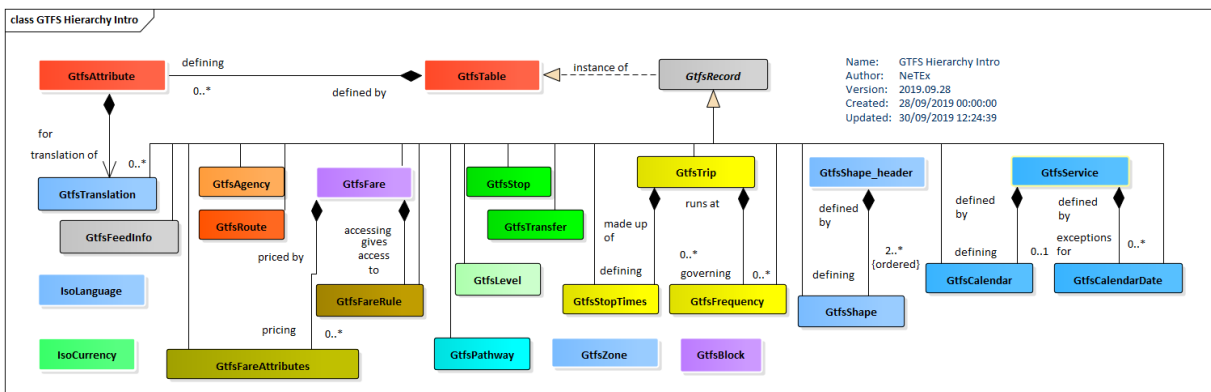 class GTFS Hierarchy Intro
GtfsAttribute
defining
0..*
defined by
GtfsTable
instance of
GtfsRecord
Name: GTFS Hierarchy Intro
Author: NeTEx
Version: 2019.09.28
Created: 28/09/2019 00:00:00
Updated: 30/09/2019 12:24:39
for
translation of
0..*
GtfsTranslation
GtfsFeedInfo
GtfsAgency
GtfsRoute
GtfsFare
priced by
accessing
gives
access
to
GtfsFareRule
pricing
0..*
GtfsFareAttributes
GtfsStop
GtfsTransfer
GtfsLevel
GtfsPathway
GtfsTrip
made up
of
defining
GtfsStopTimes
runs at
0..*
governing
0..*
GtfsFrequency
GtfsShape_header
defined
by
2..*
{ordered}
defining
GtfsShape
GtfsService
defined
by
defining
0..1
GtfsCalendar
defined
by
exceptions
for
0..*
GtfsCalendarDate
IsoLanguage
IsoCurrency
GtfsZone
GtfsBlock